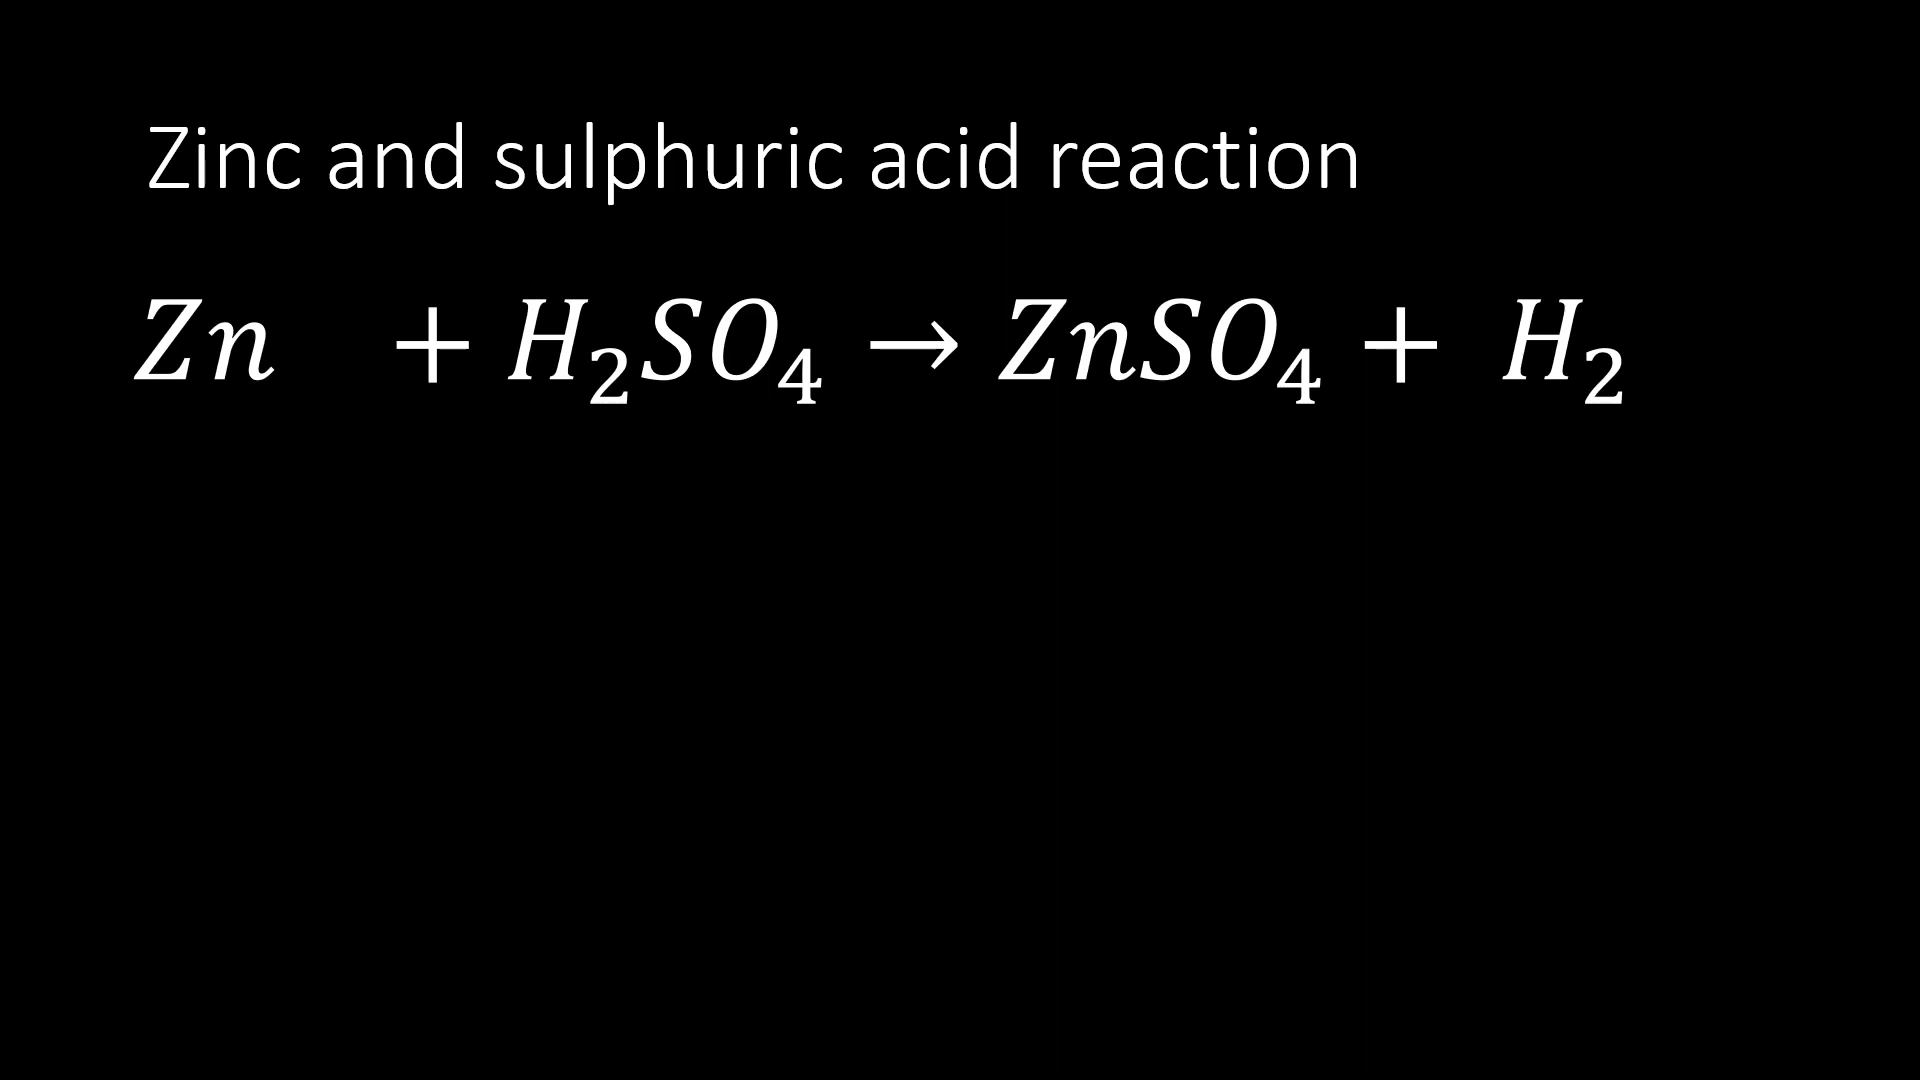 Zinc and sulphuric acid reaction
Zn + H₂SO₄ → ZnSO₄ + H₂